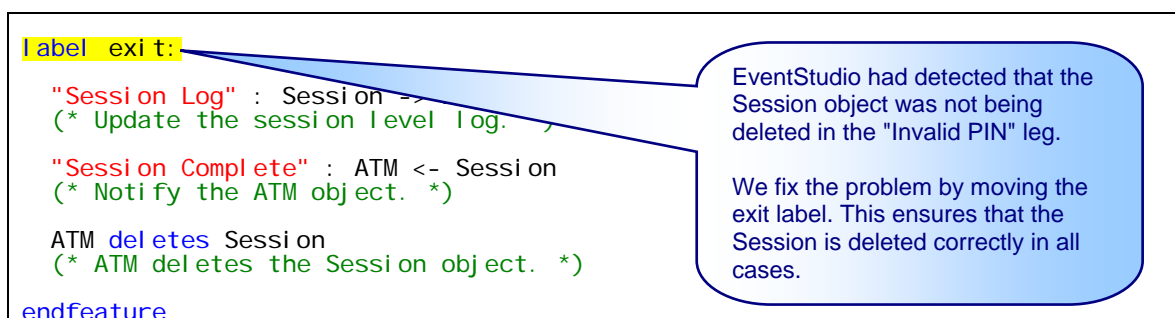 label exit:
"Session Log" : Session ->
(* Update the session level log. *)
"Session Complete" : ATM <- Session
(* Notify the ATM object. *)
ATM deletes Session
(* ATM deletes the Session object. *)
endfeature
EventStudio had detected that the
Session object was not being
deleted in the "Invalid PIN" leg.
We fix the problem by moving the
exit label. This ensures that the
Session is deleted correctly in all
cases.